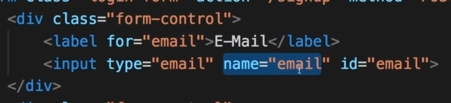 <div class="form-control">
<label for="email">E-Mail</label>
<input type="email" name="email" id="email">
</div>